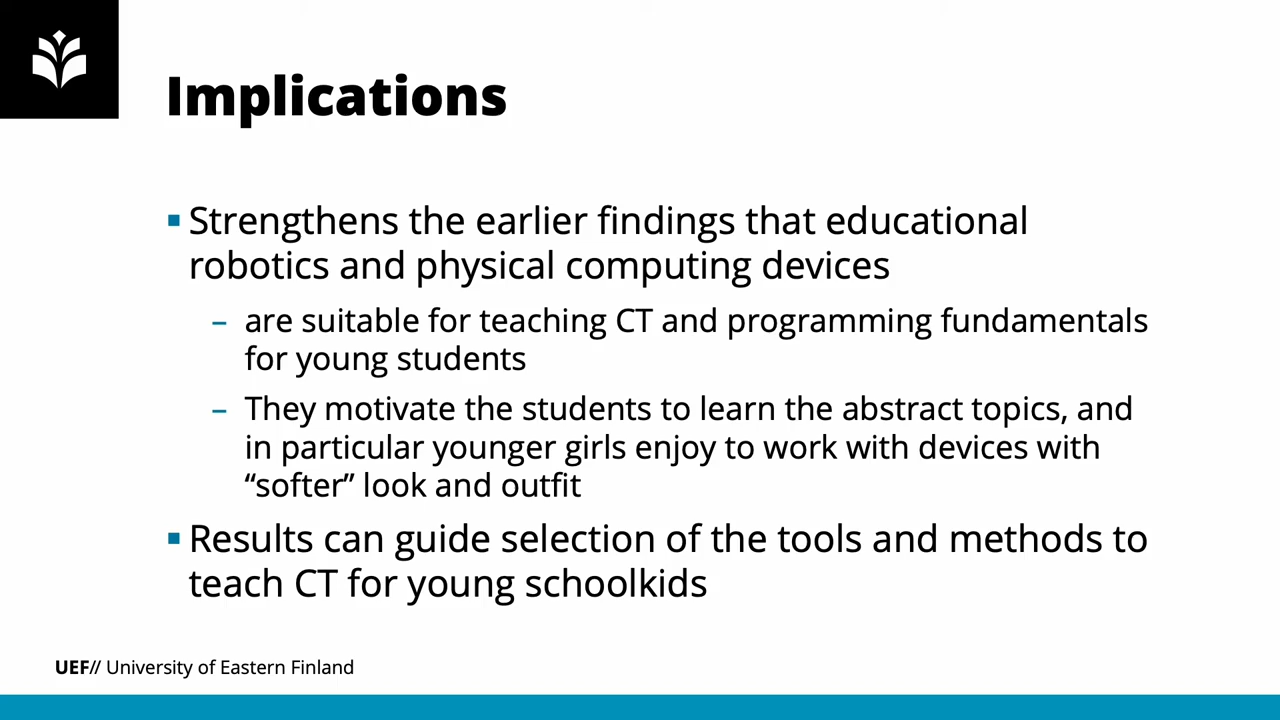 Implications
▪ Strengthens the earlier findings that educational
robotics and physical computing devices
– are suitable for teaching CT and programming fundamentals
for young students
– They motivate the students to learn the abstract topics, and
in particular younger girls enjoy to work with devices with
“softer” look and outfit
▪ Results can guide selection of the tools and methods to
teach CT for young schoolkids
UEF// University of Eastern Finland